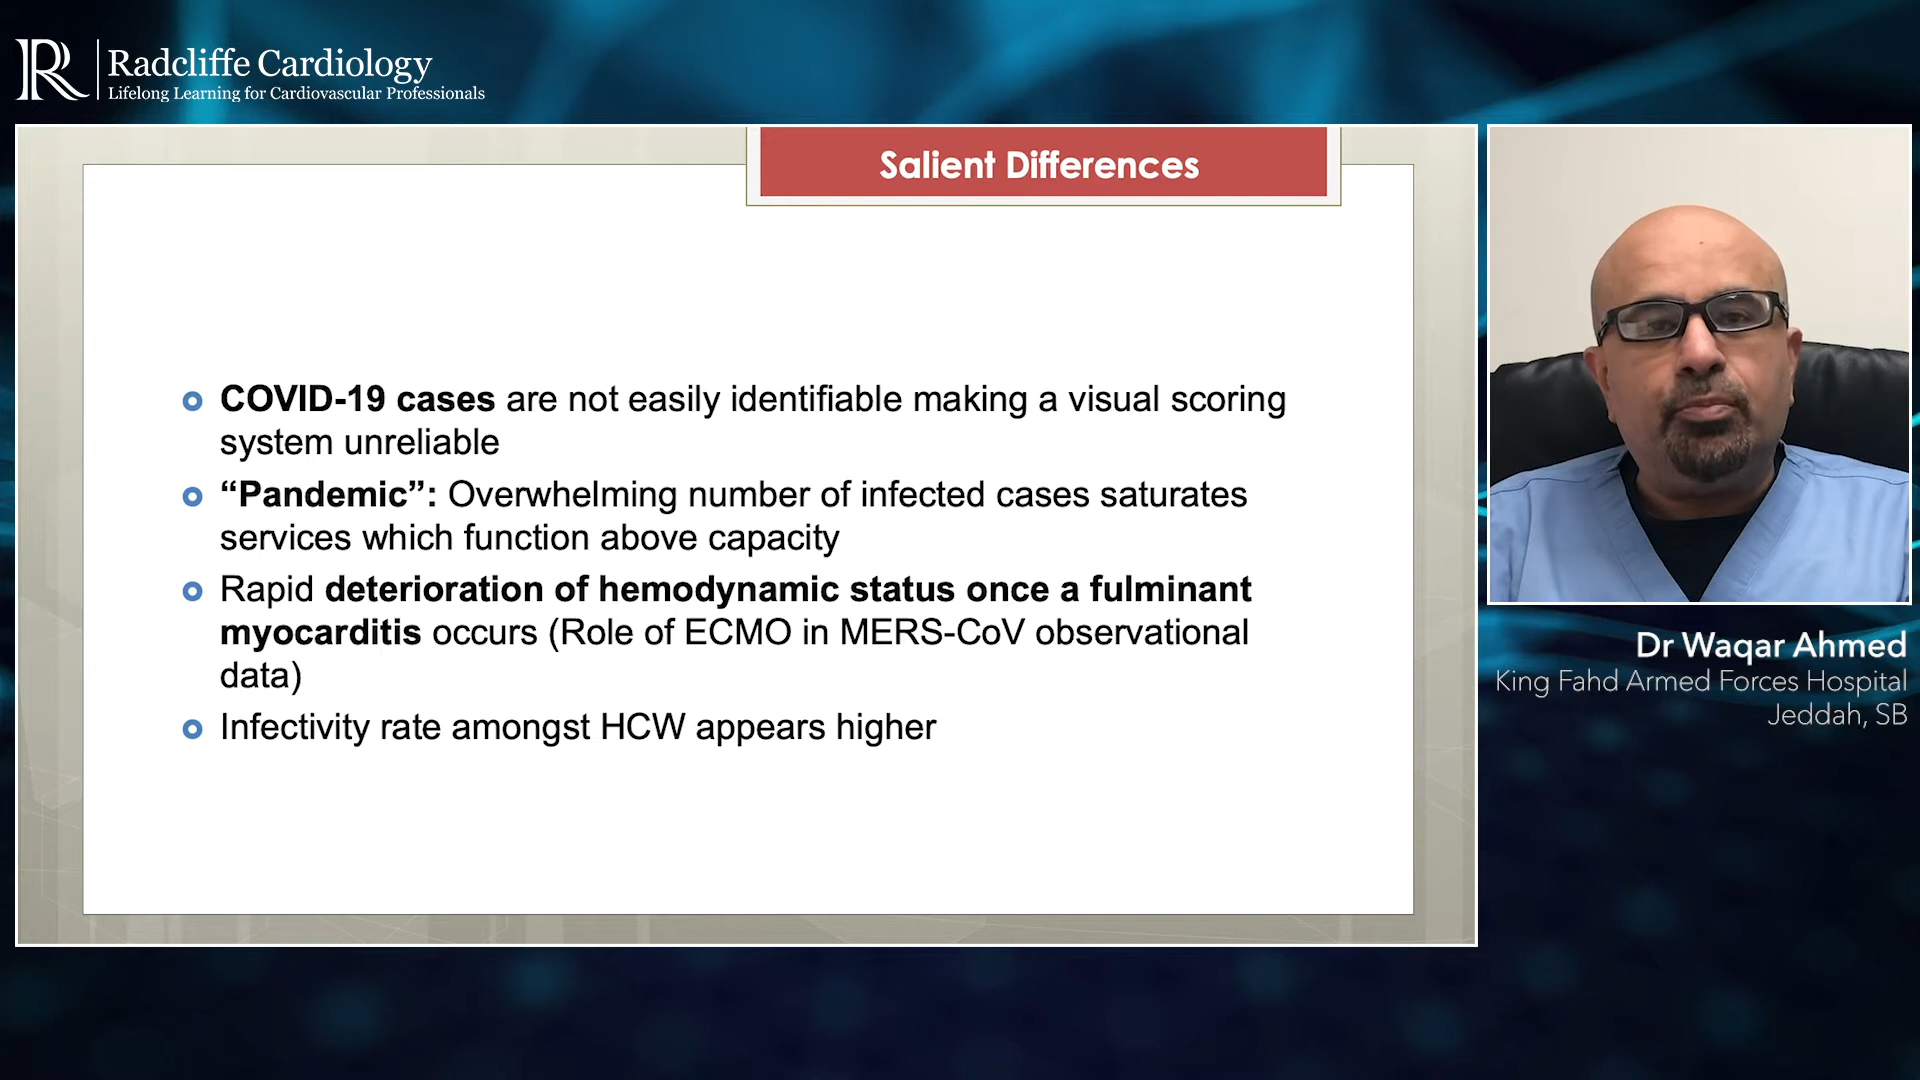 R
Radcliffe Cardiology
Lifelong Learning for Cardiovascular Professionals
Salient Differences
COVID-19 cases are not easily identifiable making a visual scoring
system unreliable
“Pandemic”: Overwhelming number of infected cases saturates
services which function above capacity
Rapid deterioration of hemodynamic status once a fulminant
myocarditis occurs (Role of ECMO in MERS-CoV observational
data)
Infectivity rate amongst HCW appears higher
Dr Waqar Ahmed
King Fahd Armed Forces Hospital
Jeddah, SB